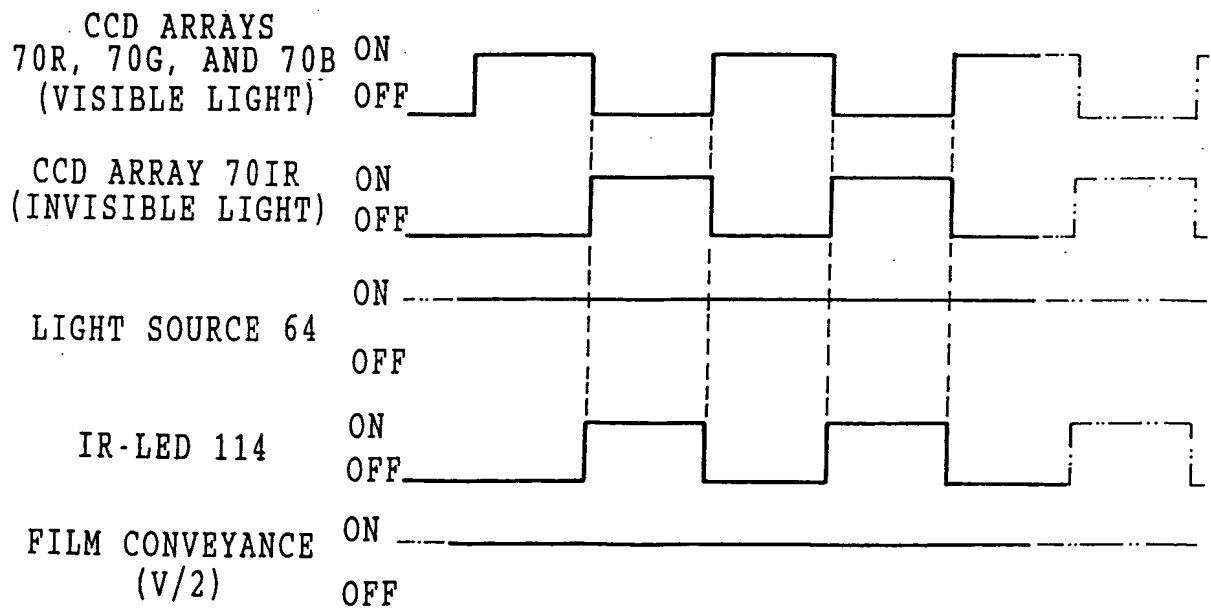 CCD ARRAYS
70R, 70G, AND 70B
(VISIBLE LIGHT)
ON
OFF
CCD ARRAY 70IR
(INVISIBLE LIGHT)
ON
OFF
LIGHT SOURCE 64
ON
OFF
IR-LED 114
ON
OFF
FILM CONVEYANCE
(V/2)
ON
OFF